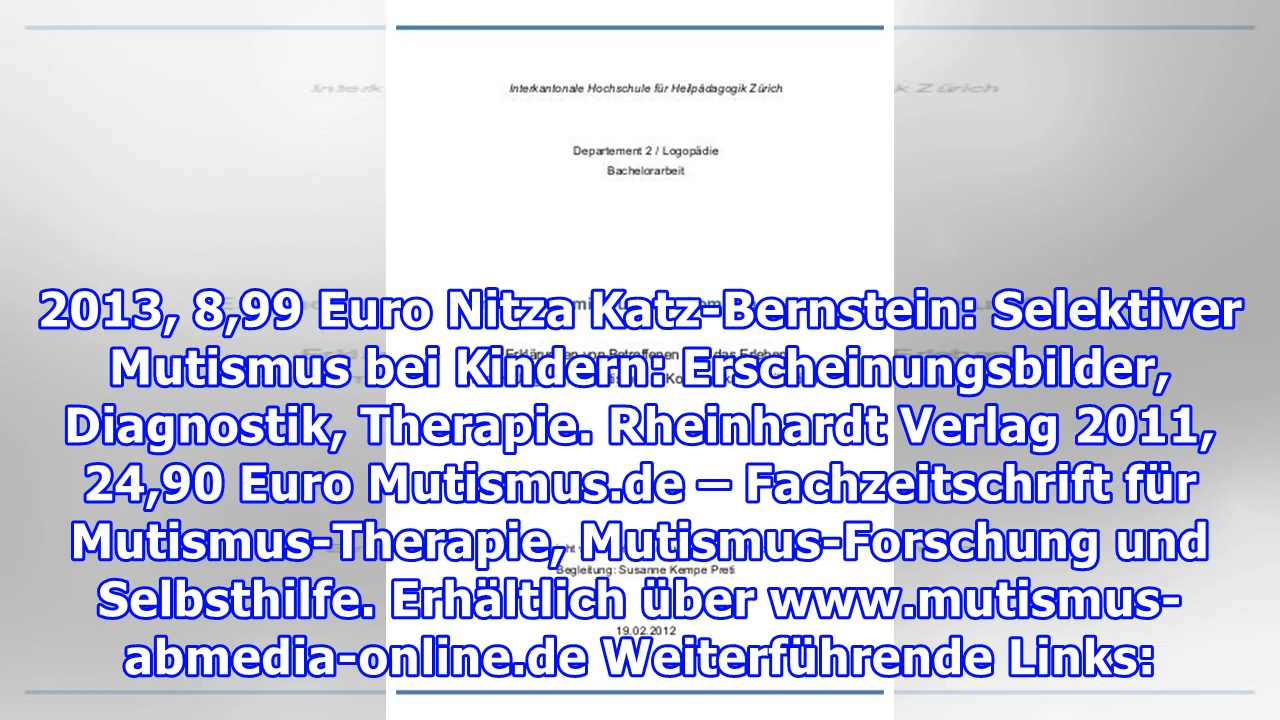 Interkantonale Hochschule für Heilpädagogik Zürich
Departement 2 / Logopädie
Bachelorarbeit
2013, 8,99 Euro Nitza Katz-Bernstein: Selektiver
Mutismus bei Kindern: Erscheinungsbilder,
Diagnostik, Therapie. Rheinhardt Verlag 2011,
24,90 Euro Mutismus.de – Fachzeitschrift für
Mutismus-Therapie, Mutismus-Forschung und
Begleitung: Susanne Kempe Preti
Selbsthilfe. Erhältlich über www.mutismus-
19.02.2012
abmedia-online.de Weiterführende Links: